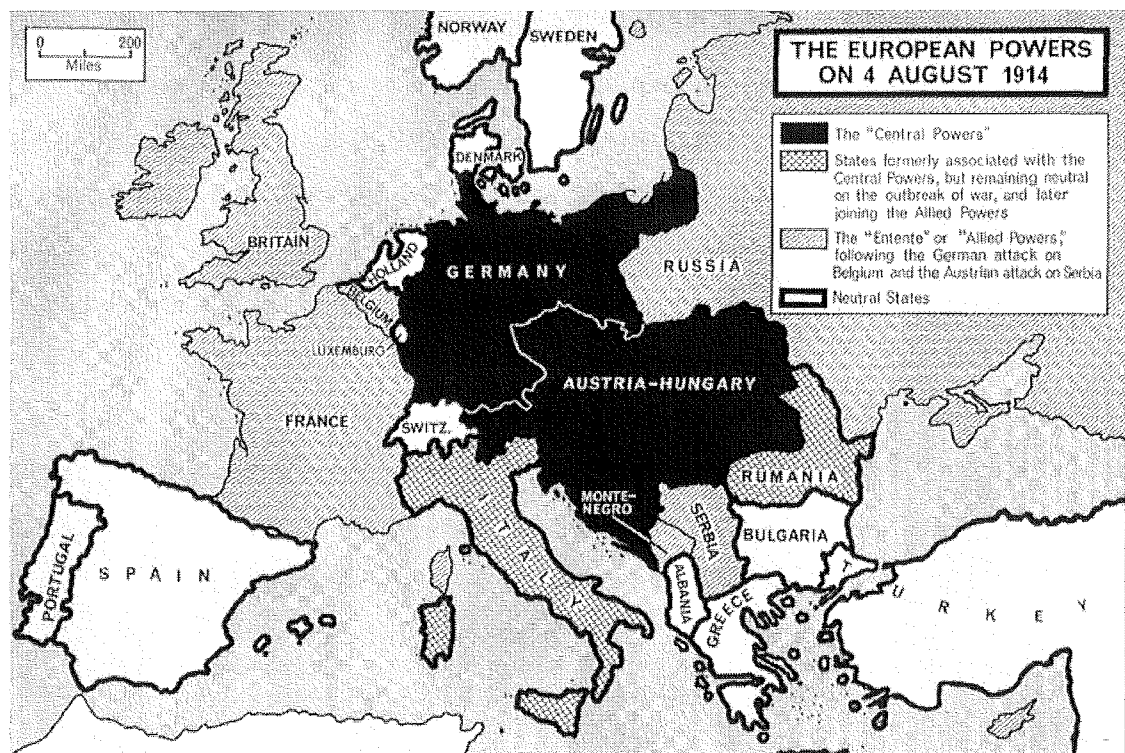 0 200
Miles
NORWAY
SWEDEN
THE EUROPEAN POWERS
ON 4 AUGUST 1914
The "Central Powers"
States formerly associated with the
Central Powers, but remaining neutral
on the outbreak of war, and later
joining the Allied Powers
The "Entente" or "Allied Powers,"
following the German attack on
Belgium and the Austrian attack on Serbia
Neutral States
DENMARK
BRITAIN
HOLLAND
GERMANY
RUSSIA
BELGIUM
LUXEMBURG
AUSTRIA-HUNGARY
FRANCE
SWITZ.
RUMANIA
MONTE-
NEGRO
SERBIA
BULGARIA
ITALY
PORTUGAL
SPAIN
ALBANIA
GREECE
TURKEY